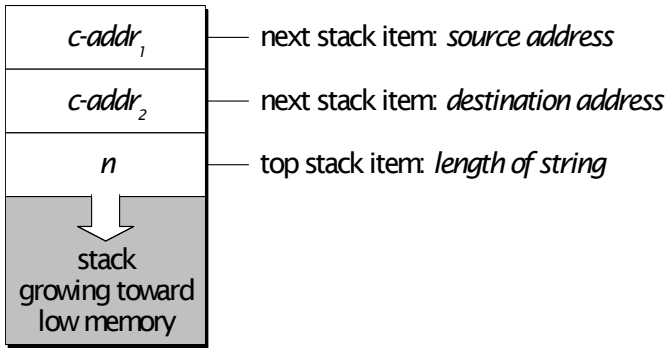 c-addr1 next stack item: source address
c-addr2 next stack item: destination address
n top stack item: length of string
stack
growing toward
low memory